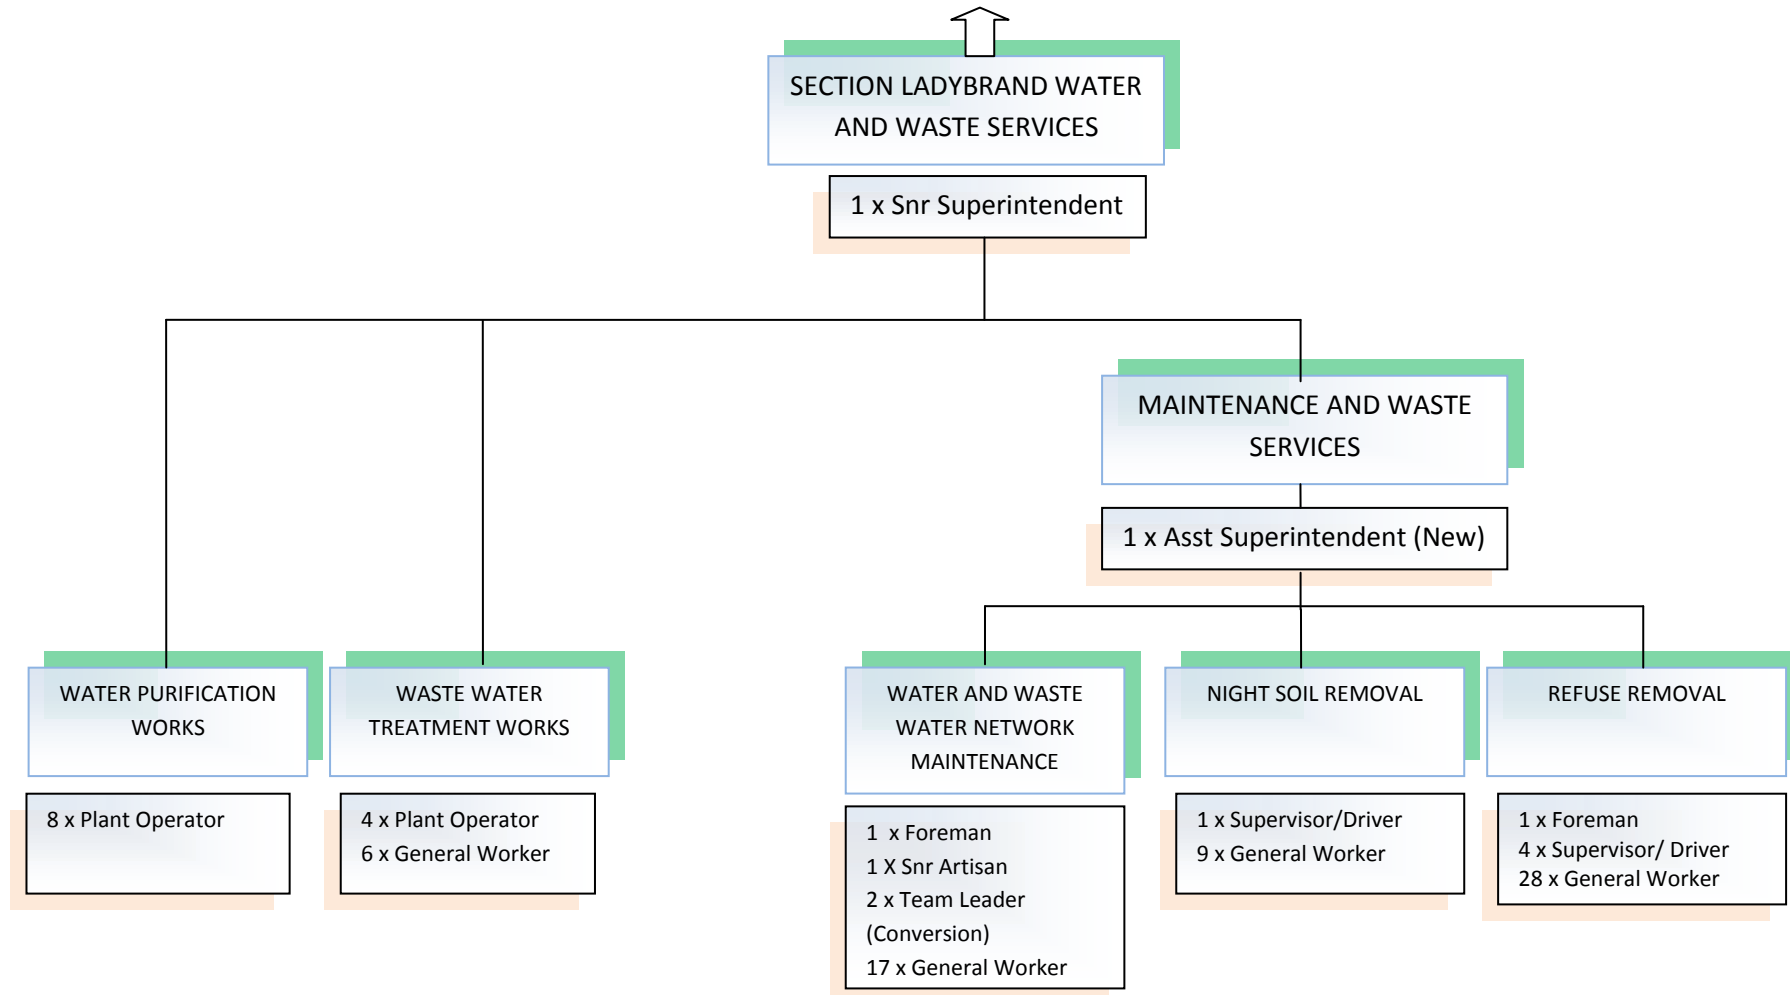 SECTION LADYBRAND WATER
AND WASTE SERVICES
1 x Snr Superintendent
MAINTENANCE AND WASTE
SERVICES
1 x Asst Superintendent (New)
WATER PURIFICATION
WORKS
8 x Plant Operator
WASTE WATER
TREATMENT WORKS
4 x Plant Operator
6 x General Worker
WATER AND WASTE
WATER NETWORK
MAINTENANCE
1  x Foreman
1 X Snr Artisan
2 x Team Leader
(Conversion)
17 x General Worker
NIGHT SOIL REMOVAL
1 x Supervisor/Driver
9 x General Worker
REFUSE REMOVAL
1 x Foreman
4 x Supervisor/ Driver
28 x General Worker